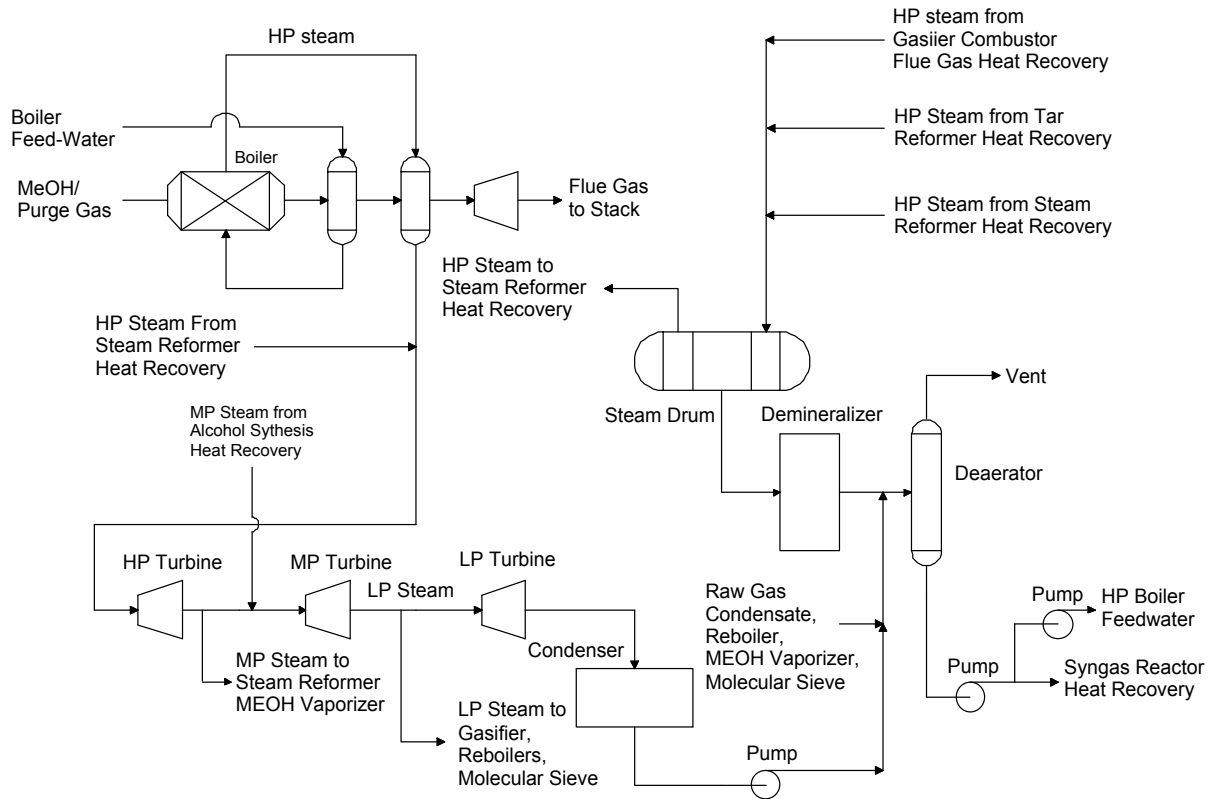 HP steam
Boiler
Feed-Water
Boiler
MeOH/
Purge Gas
Flue Gas
to Stack
HP steam from
Gasiier Combustor
Flue Gas Heat Recovery
HP Steam from Tar
Reformer Heat Recovery
HP Steam from Steam
Reformer Heat Recovery
HP Steam to
Steam Reformer
Heat Recovery
HP Steam From
Steam Reformer
Heat Recovery
Steam Drum
Demineralizer
Vent
Deaerator
MP Steam from
Alcohol Sythesis
Heat Recovery
HP Turbine
MP Turbine
LP Steam
LP Turbine
MP Steam to
Steam Reformer
MEOH Vaporizer
LP Steam to
Gasifier,
Reboilers,
Molecular Sieve
Condenser
Raw Gas
Condensate,
Reboiler,
MEOH Vaporizer,
Molecular Sieve
Pump
Pump
HP Boiler
Feedwater
Pump
Syngas Reactor
Heat Recovery